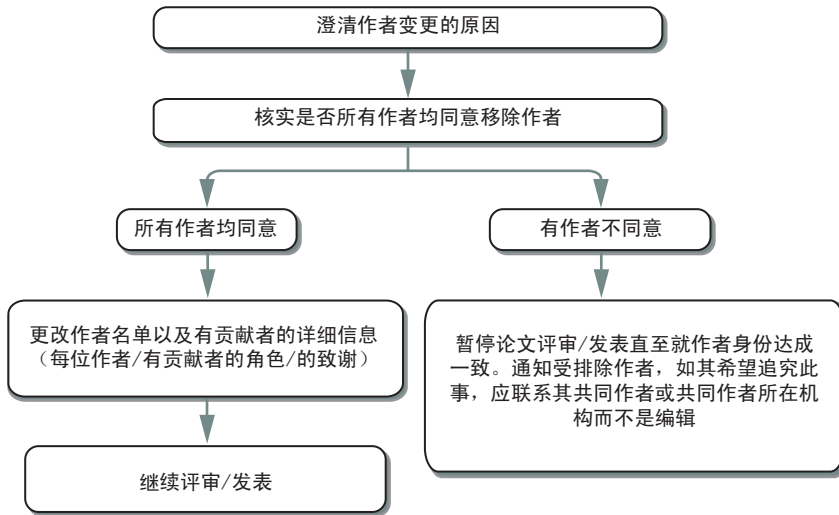 澄清作者变更的原因
核实是否所有作者均同意移除作者
所有作者均同意
有作者不同意
更改作者名单以及有贡献者的详细信息
（每位作者/有贡献者的角色/的致谢）
暂停论文评审/发表直至就作者身份达成
一致。通知受排除作者，如其希望追究此
事，应联系其共同作者或共同作者所在机
构而不是编辑
继续评审/发表